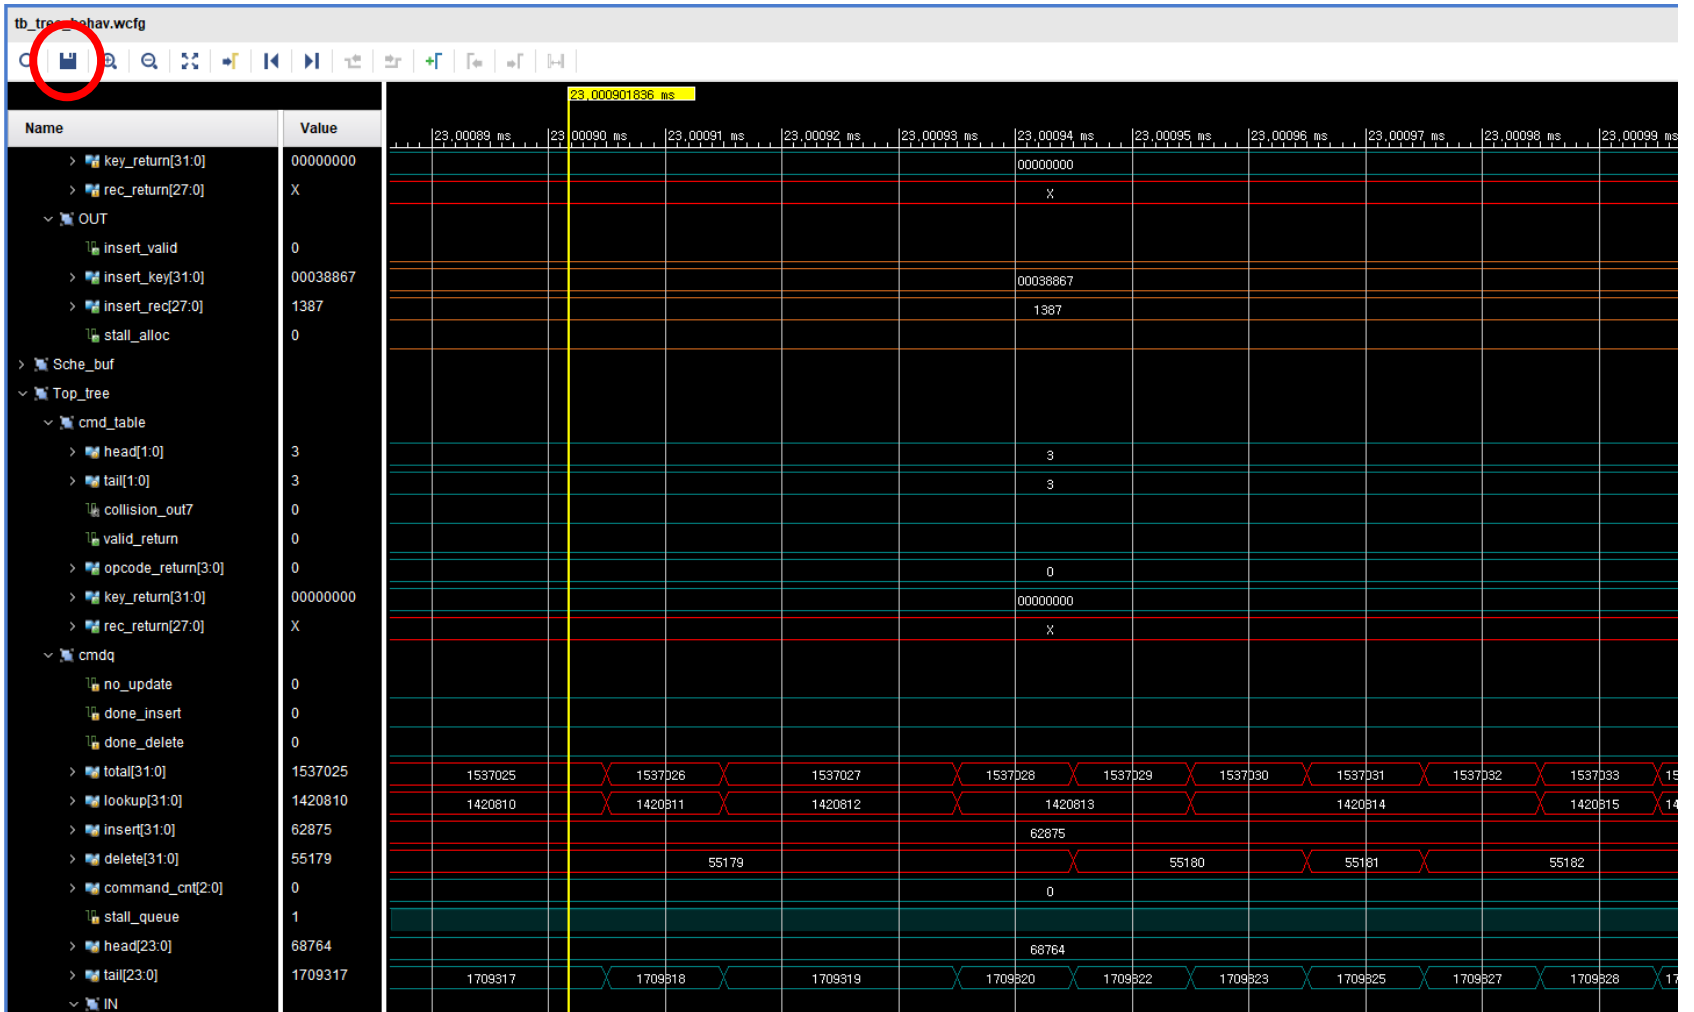 tb_tree_behav.wcfg
23,000901836 ms
Name Value
23,00089 ms 23,00090 ms 23,00091 ms 23,00092 ms 23,00093 ms 23,00094 ms 23,00095 ms 23,00096 ms 23,00097 ms 23,00098 ms 23,00099 ms
key_return[31:0] 00000000 00000000
rec_return[27:0] X X
OUT
insert_valid 0
insert_key[31:0] 00038867 00038867
insert_rec[27:0] 1387 1387
stall_alloc 0
Sche_buf
Top_tree
cmd_table
head[1:0] 3 3
tail[1:0] 3 3
collision_out7 0
valid_return 0
opcode_return[3:0] 0 0
key_return[31:0] 00000000 00000000
rec_return[27:0] X X
cmdq
no_update 0
done_insert 0
done_delete 0
total[31:0] 1537025 1537025 1537026 1537027 1537028 1537029 1537030 1537031 1537032 1537033 15
lookup[31:0] 1420810 1420810 1420811 1420812 1420813 1420814 1420815 14
insert[31:0] 62875 62875
delete[31:0] 55179 55179 55180 55181 55182
command_cnt[2:0] 0 0
stall_queue 1
head[23:0] 68764 68764
tail[23:0] 1709317 1709317 1709318 1709319 1709320 1709322 1709323 1709325 1709327 1709328 17
IN